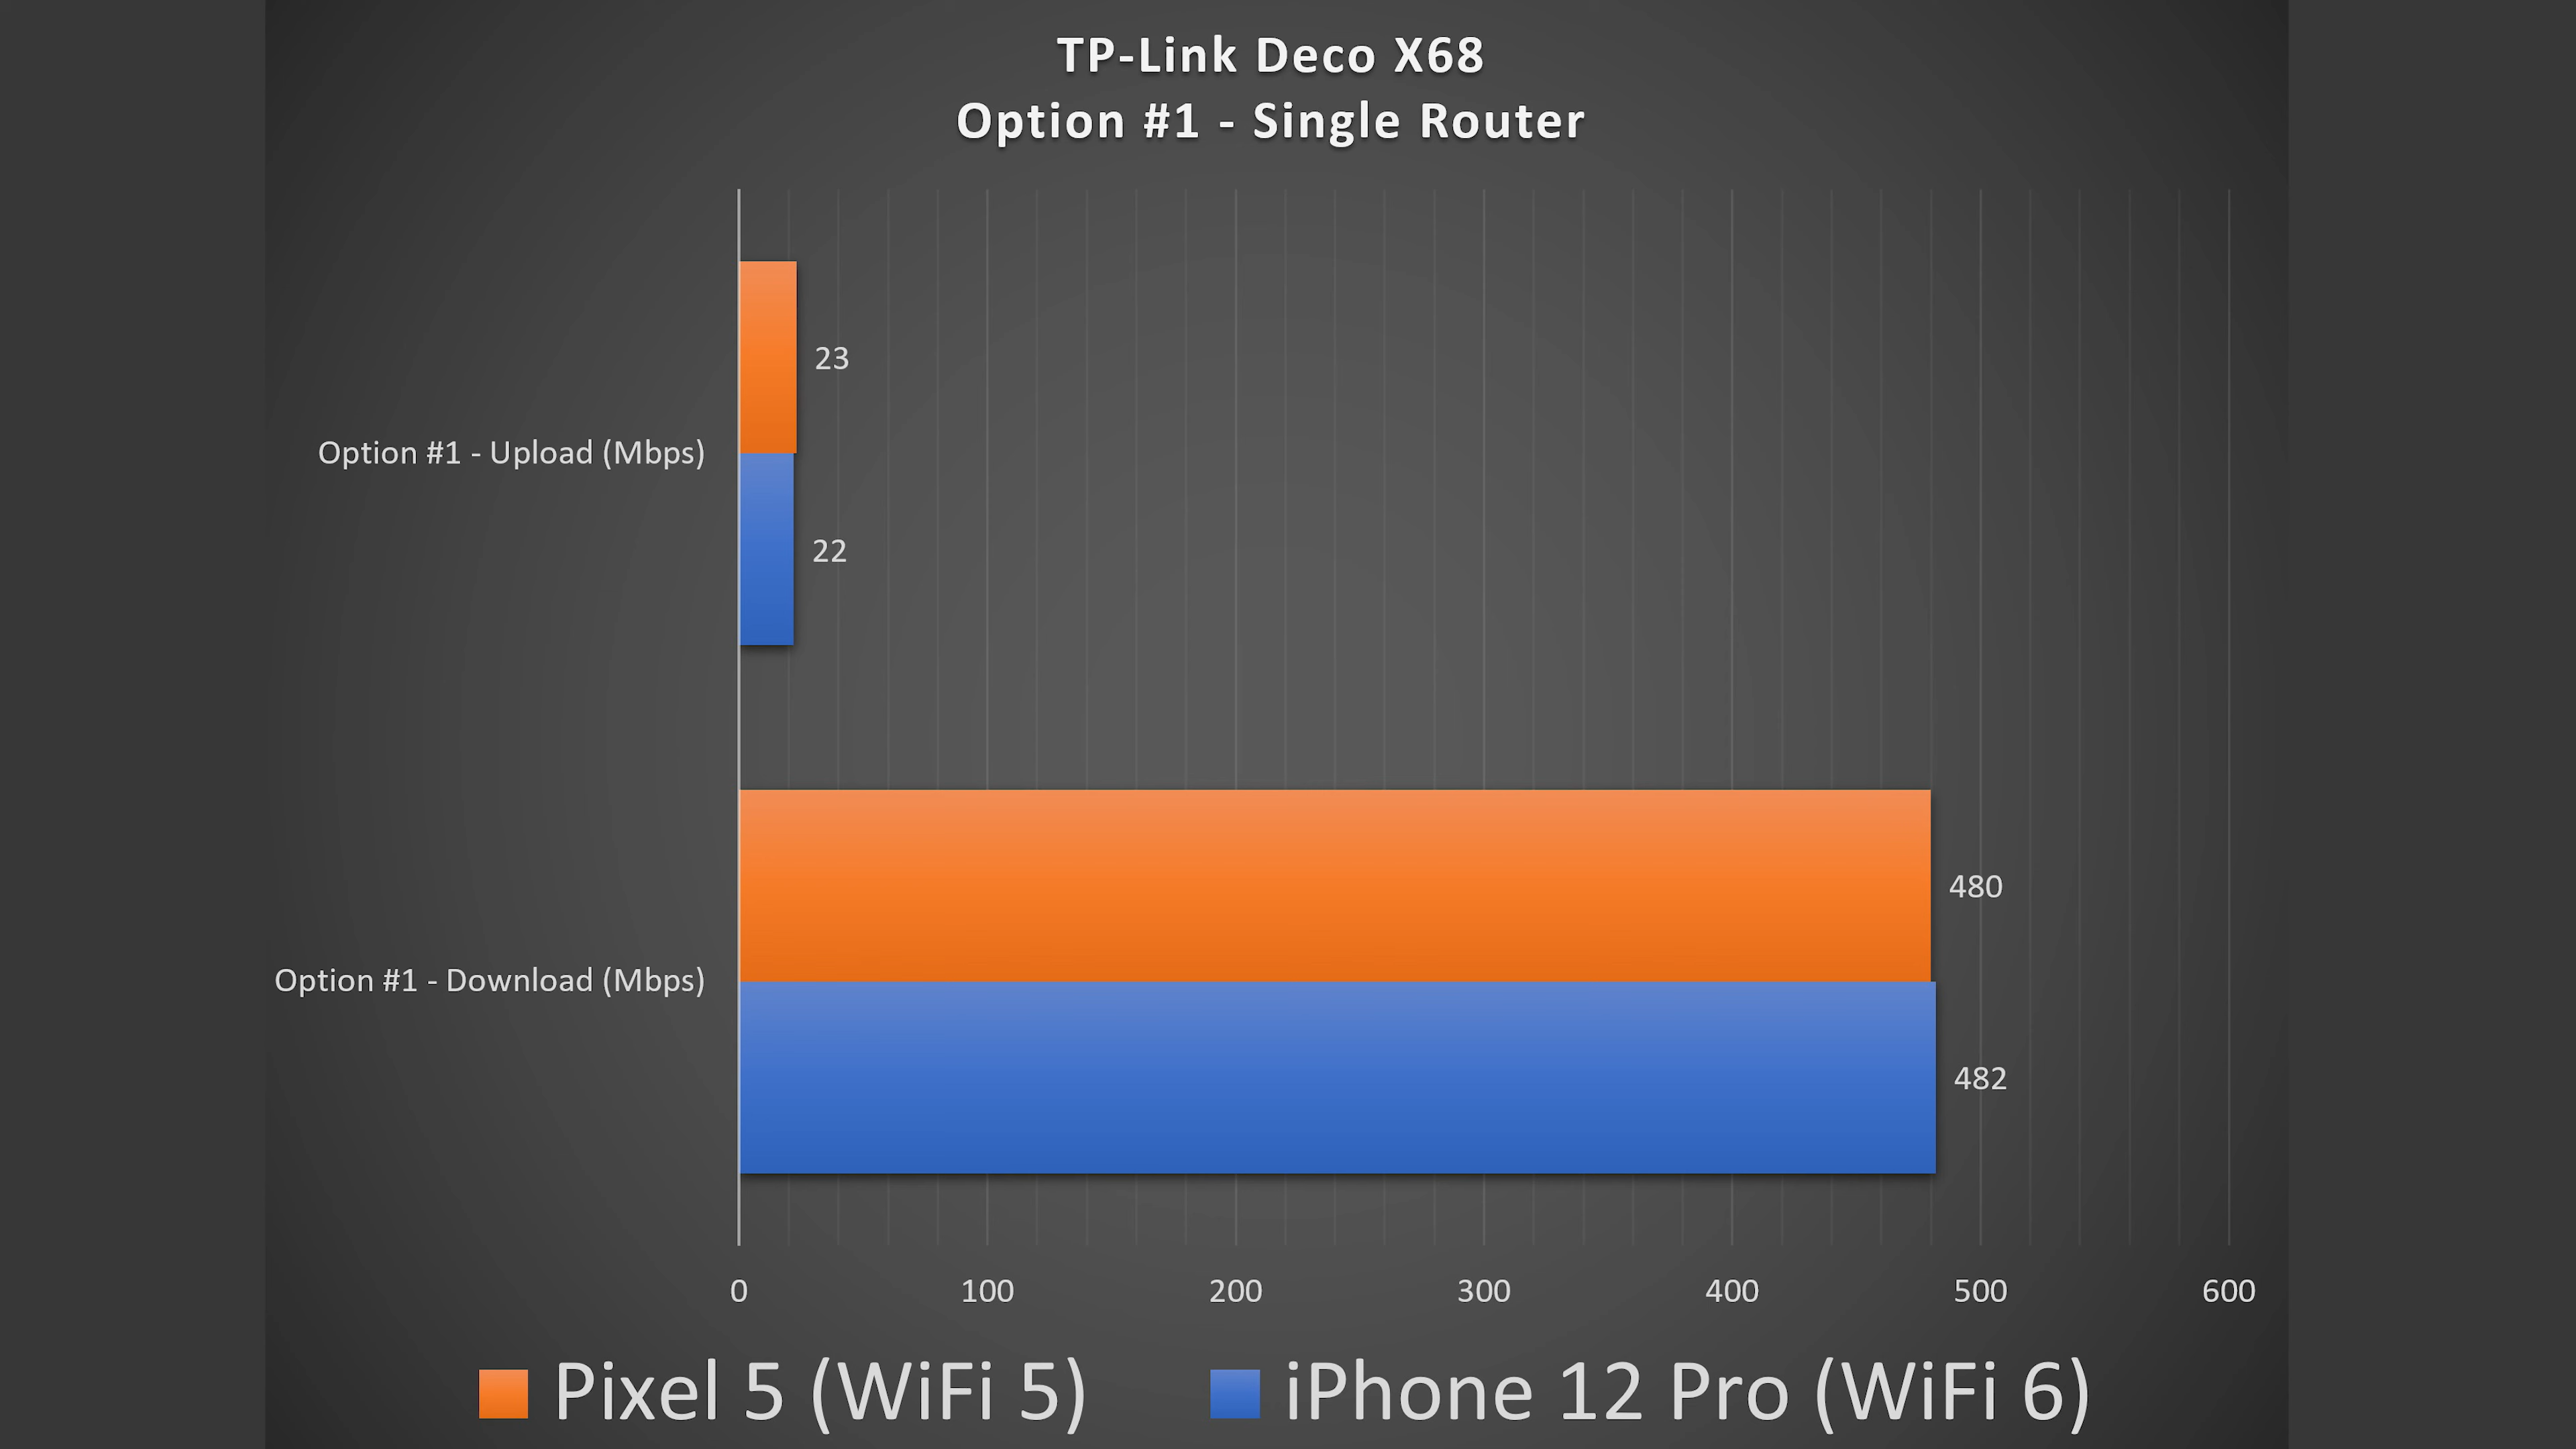 TP-Link Deco X68
Option #1 - Single Router
23
Option #1 - Upload (Mbps)
22
480
Option #1 - Download (Mbps)
482
0 100 200 300 400 500 600
Pixel 5 (WiFi 5) iPhone 12 Pro (WiFi 6)